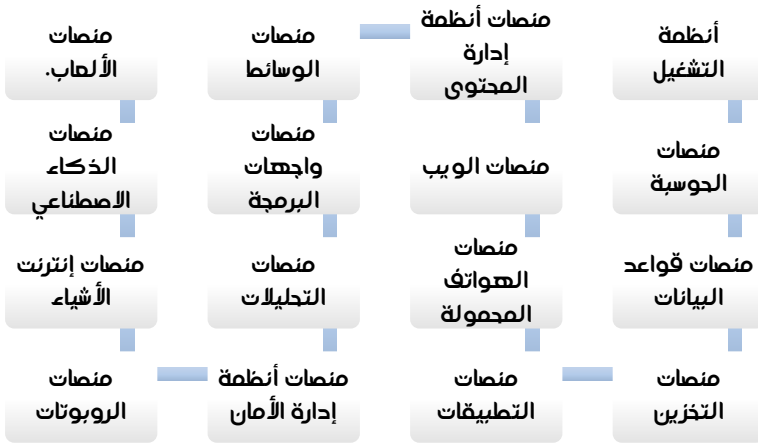 أنظمة
التشغيل
منصات
الحوسبة
منصات قواعد
البيانات
منصات
التخزين
منصات
التطبيقات
منصات
الهواتف
المحمولة
منصات الويب
منصات أنظمة
إدارة
المحتوى
منصات
الوسائط
منصات
واجهات
البرمجة
منصات
التحليلات
منصات أنظمة
إدارة الأمان
منصات
الروبوتات
منصات إنترنت
الأشياء
منصات
الذكاء
الاصطناعي
منصات
الألعاب.